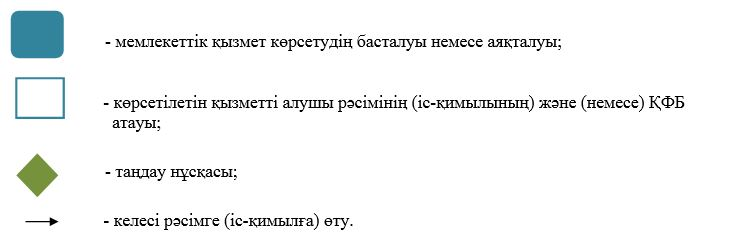 - мемлекеттік қызмет көрсетудің басталуы немесе аяқталуы;
- көрсетілетін қызметті алушы рәсімінің (іс-қимылының) және (немесе) ҚФБ
атауы;
- таңдау нұсқасы;
- келесі рәсімге (іс-қимылға) өту.